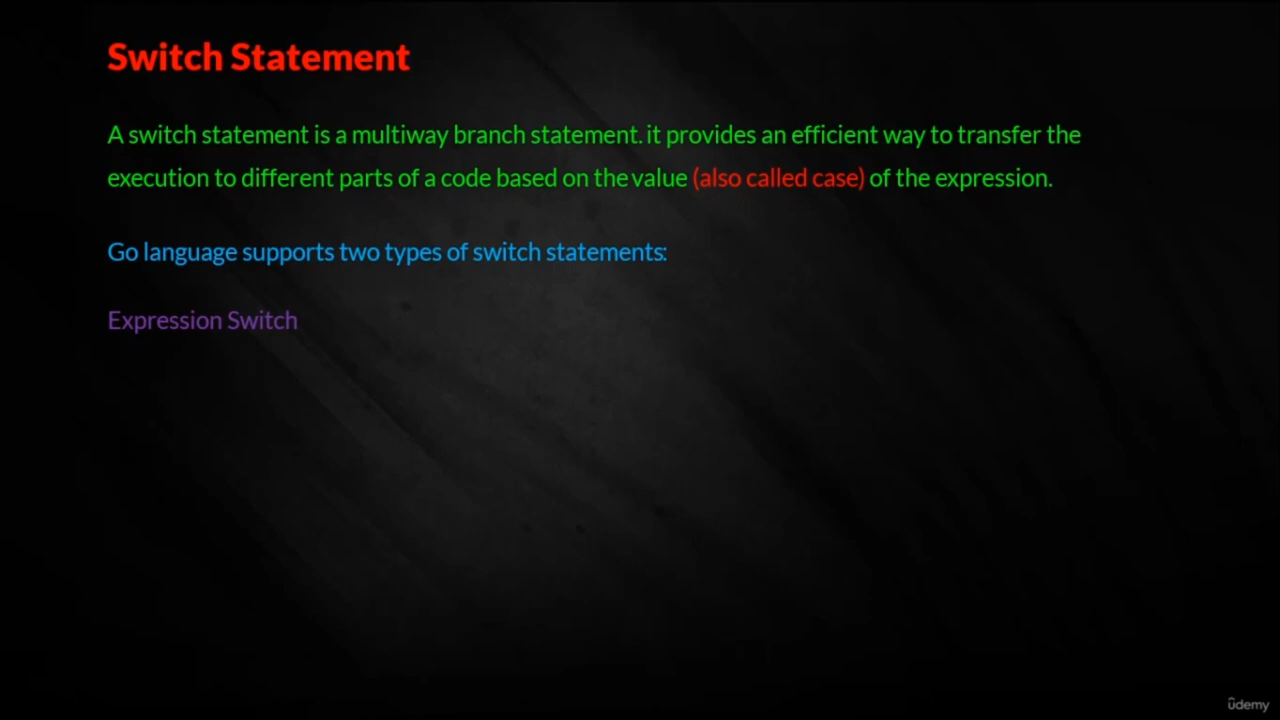 Switch Statement
A switch statement is a multiway branch statement. it provides an efficient way to transfer the
execution to different parts of a code based on the value (also called case) of the expression.
Go language supports two types of switch statements:
Expression Switch
ûdemy